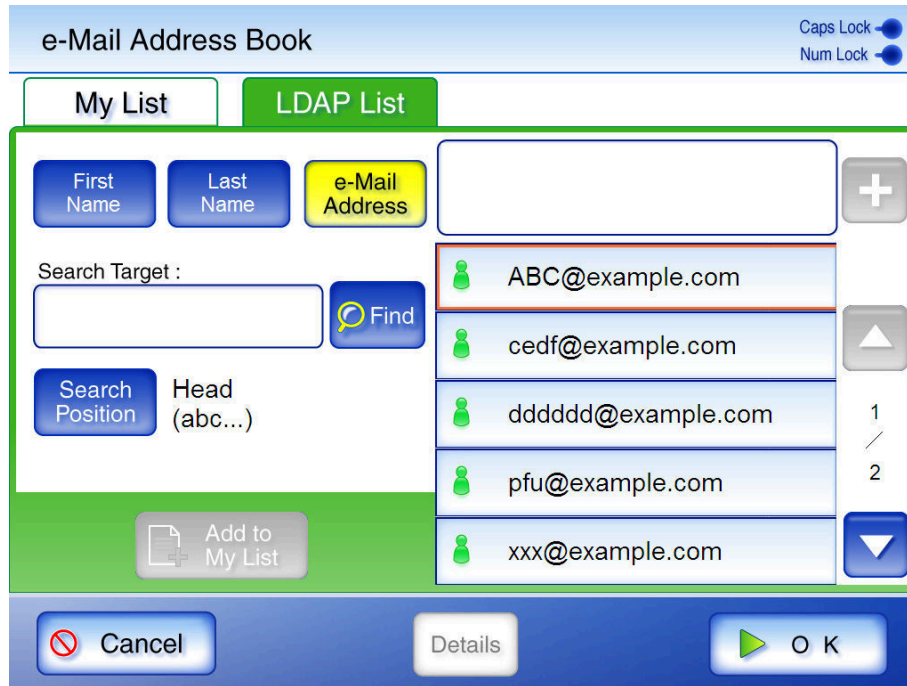 e-Mail Address Book
Caps Lock
Num Lock
My List
LDAP List
First
Name
Last
Name
e-Mail
Address
Search Target :
Find
Search
Position
Head
(abc...)
Add to
My List
ABC@example.com
cedf@example.com
dddddd@example.com
pfu@example.com
xxx@example.com
1
/
2
Cancel
Details
O K